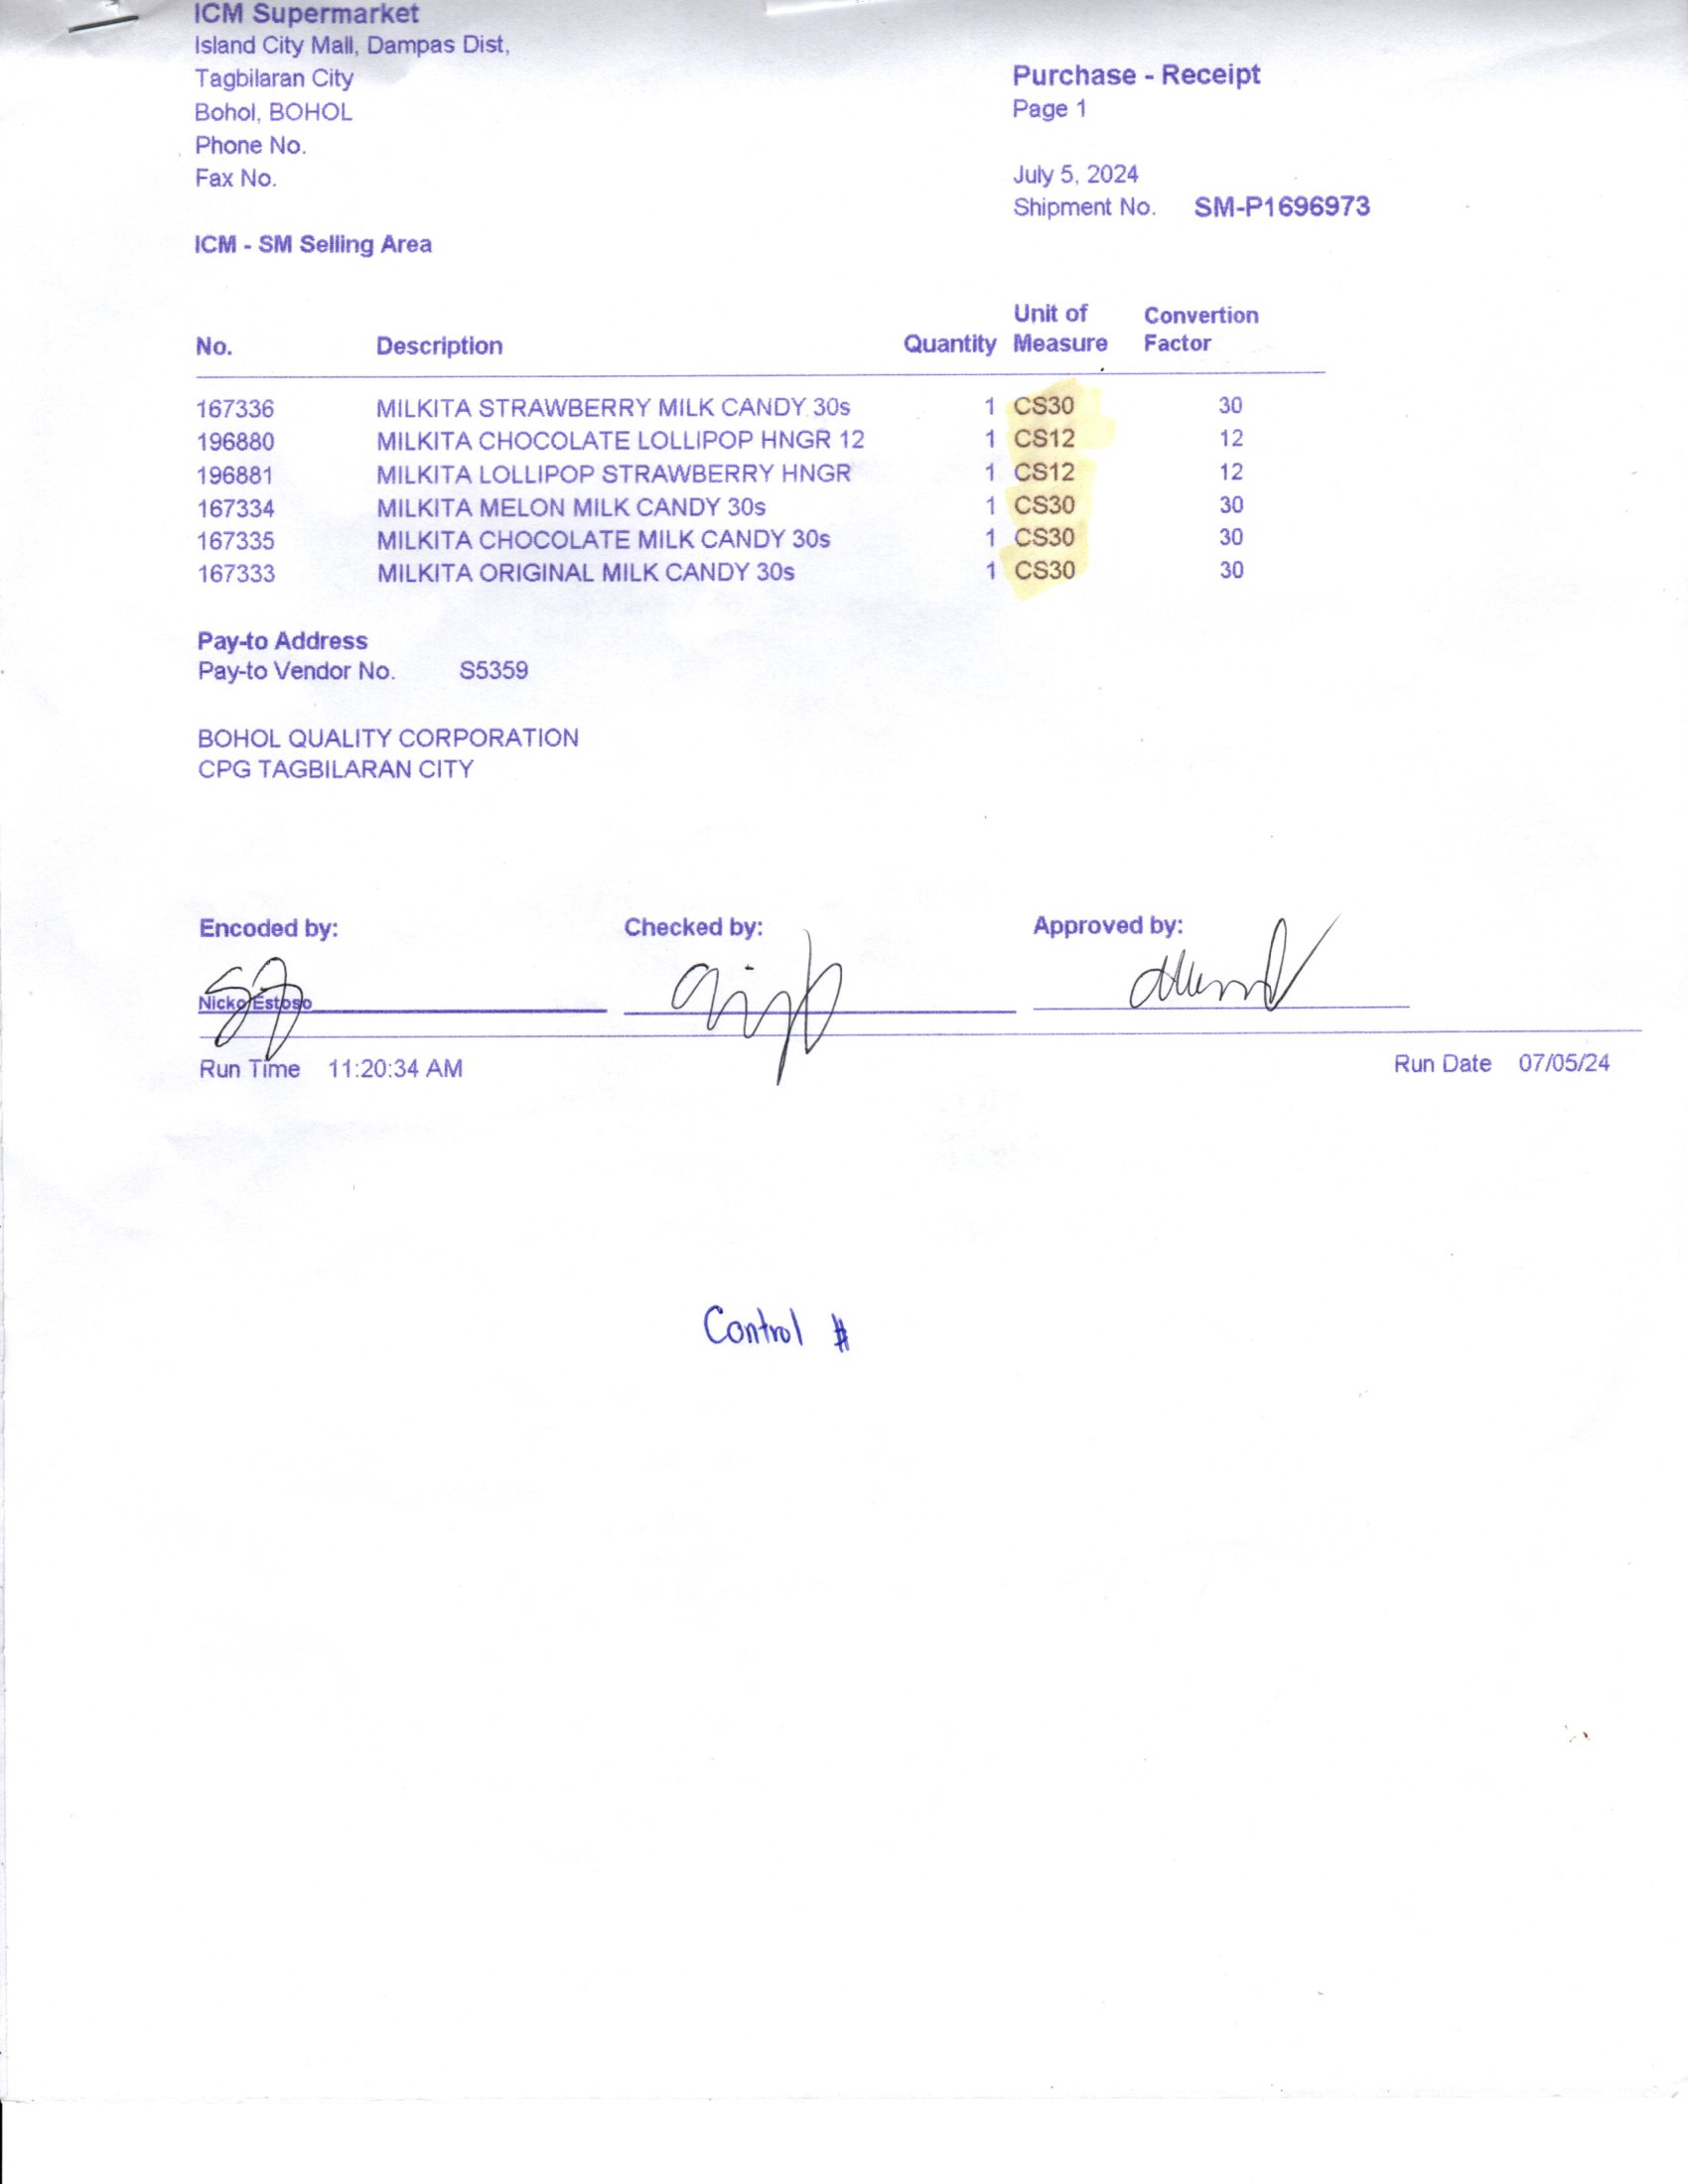 ICM Supermarket
Island City Mall, Dampas Dist,
Tagbilaran City
Bohol, BOHOL
Phone No.
Fax No.
Purchase - Receipt
Page 1
July 5, 2024
Shipment No. SM-P1696973
ICM - SM Selling Area
No. Description Quantity Unit of Measure Convertion Factor
167336 MILKITA STRAWBERRY MILK CANDY 30s 1 CS30 30
196880 MILKITA CHOCOLATE LOLLIPOP HNGR 12 1 CS12 12
196881 MILKITA LOLLIPOP STRAWBERRY HNGR 1 CS12 12
167334 MILKITA MELON MILK CANDY 30s 1 CS30 30
167335 MILKITA CHOCOLATE MILK CANDY 30s 1 CS30 30
167333 MILKITA ORIGINAL MILK CANDY 30s 1 CS30 30
Pay-to Address
Pay-to Vendor No. S5359
BOHOL QUALITY CORPORATION
CPG TAGBILARAN CITY
Encoded by: Checked by: Approved by:
Nicko Estoso
Run Time 11:20:34 AM Run Date 07/05/24
Control #